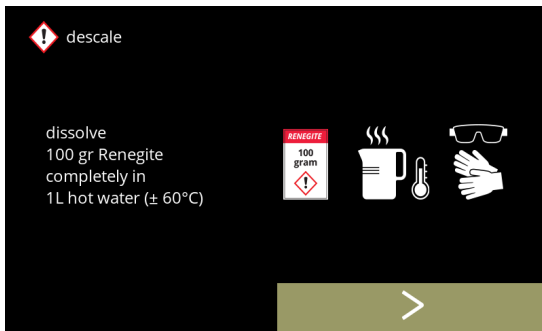 descale
dissolve
100 gr Renegite
completely in
1L hot water (± 60°C)
RENEGITE
100
gram